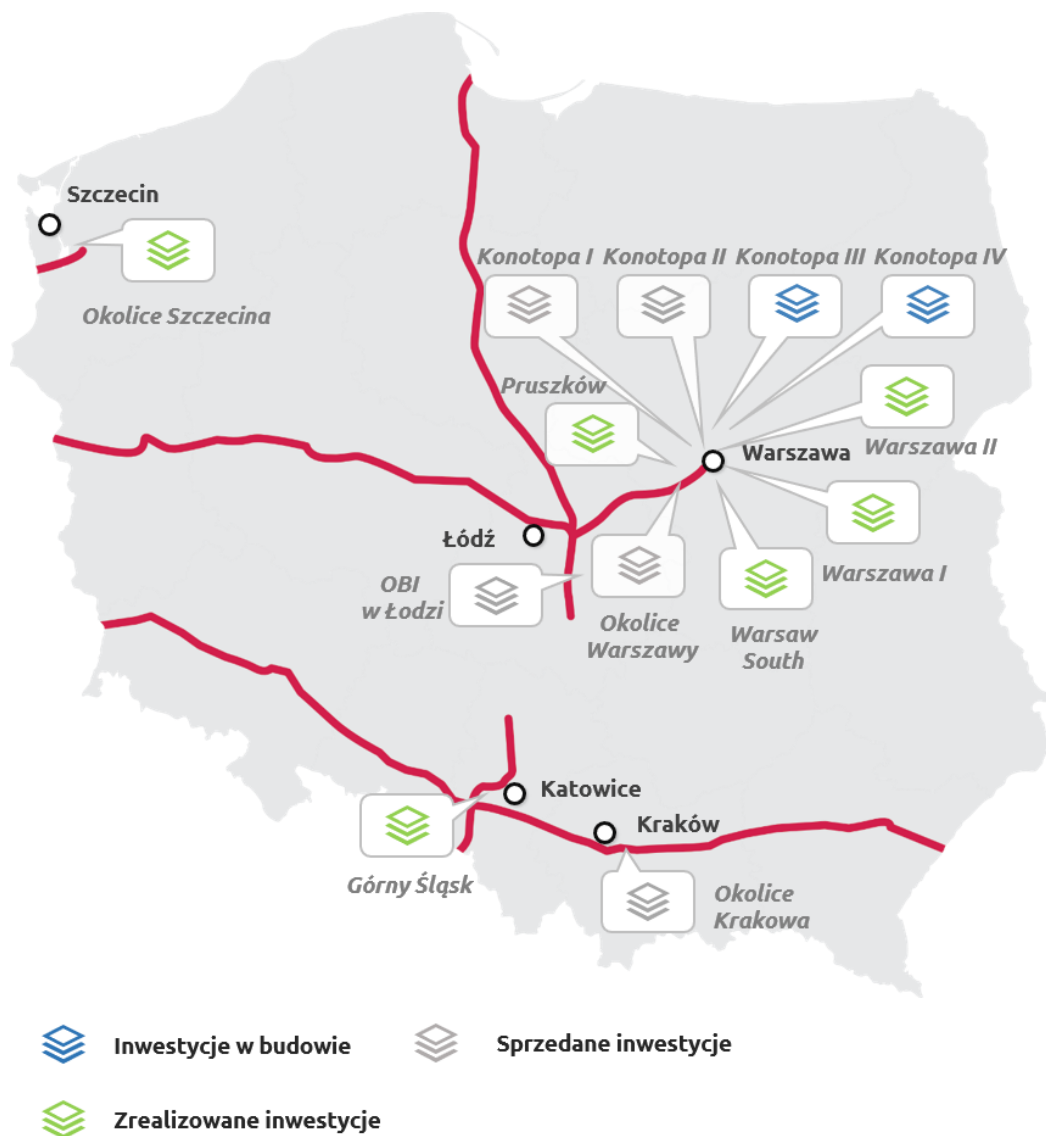 Szczecin
Okolice Szczecina
Konotopa I
Konotopa II
Konotopa III
Konotopa IV
Pruszków
Warszawa
Warszawa II
Łódź
OBI
w Łodzi
Okolice
Warszawy
Warsaw
South
Warszawa I
Katowice
Kraków
Górny Śląsk
Okolice
Krakowa
Inwestycje w budowie
Sprzedane inwestycje
Zrealizowane inwestycje